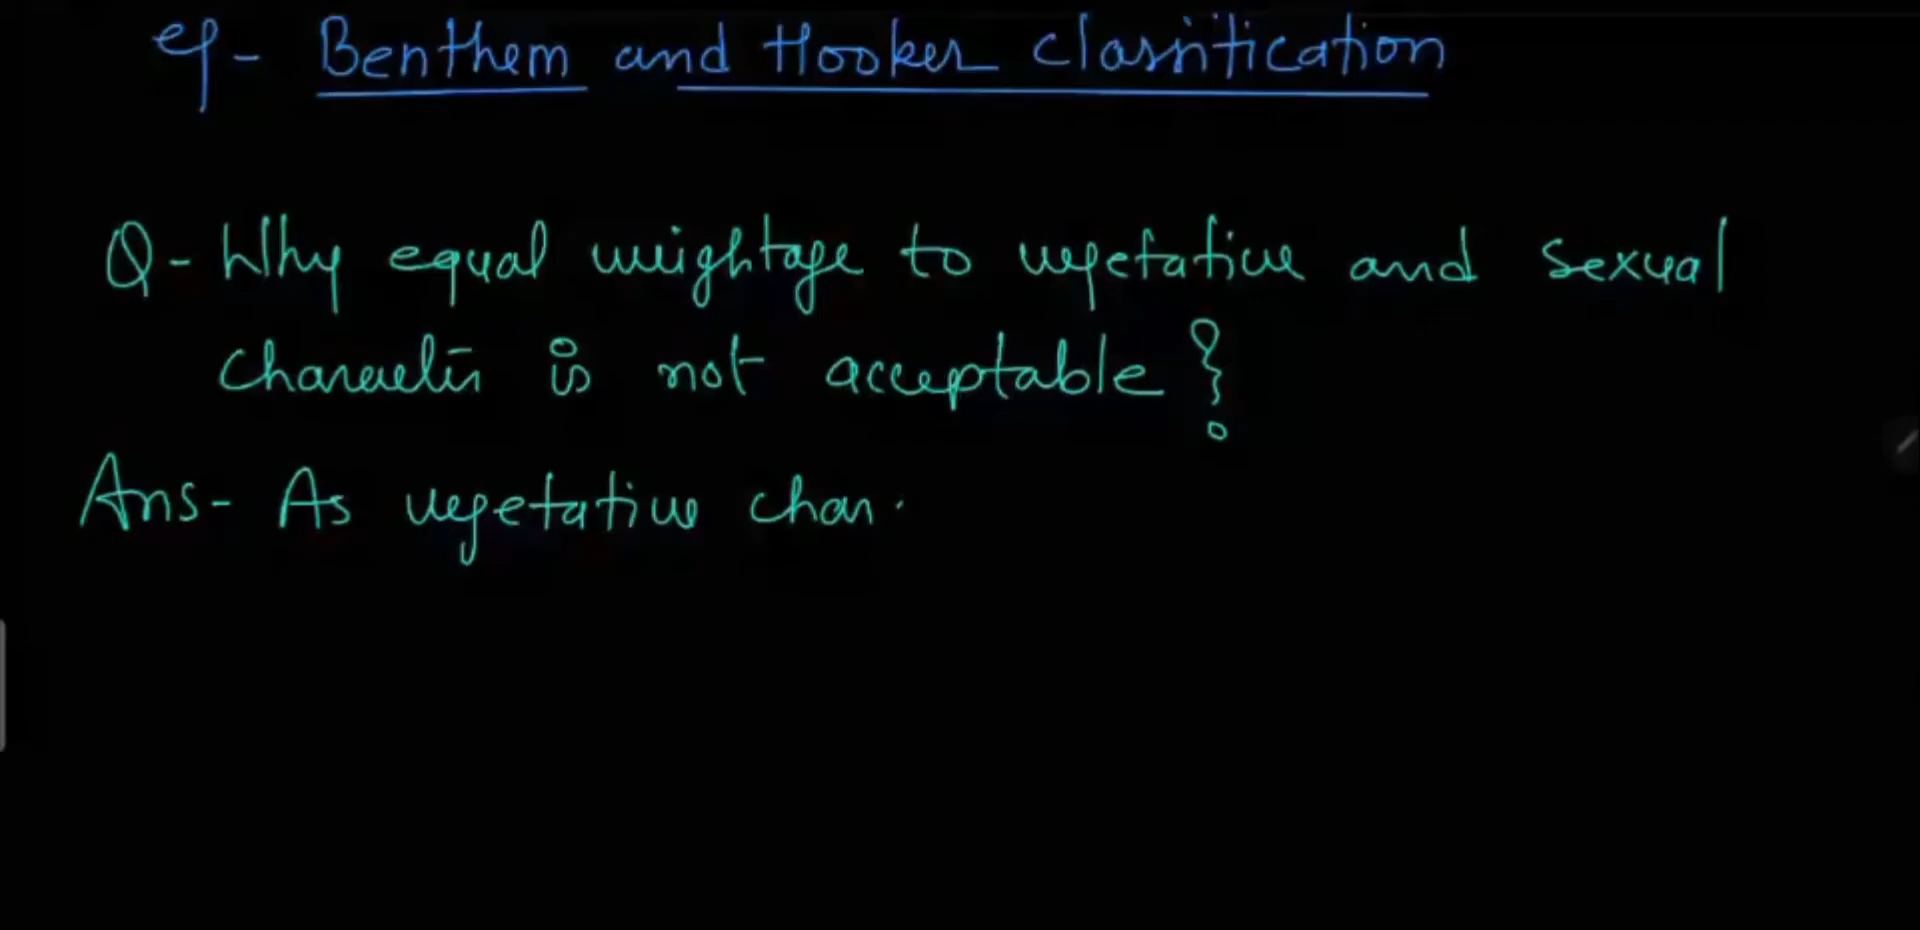 eg- Benthem and Hooker Classification
Q- Why equal weightage to vegetative and sexual
character is not acceptable?
Ans- As vegetative char